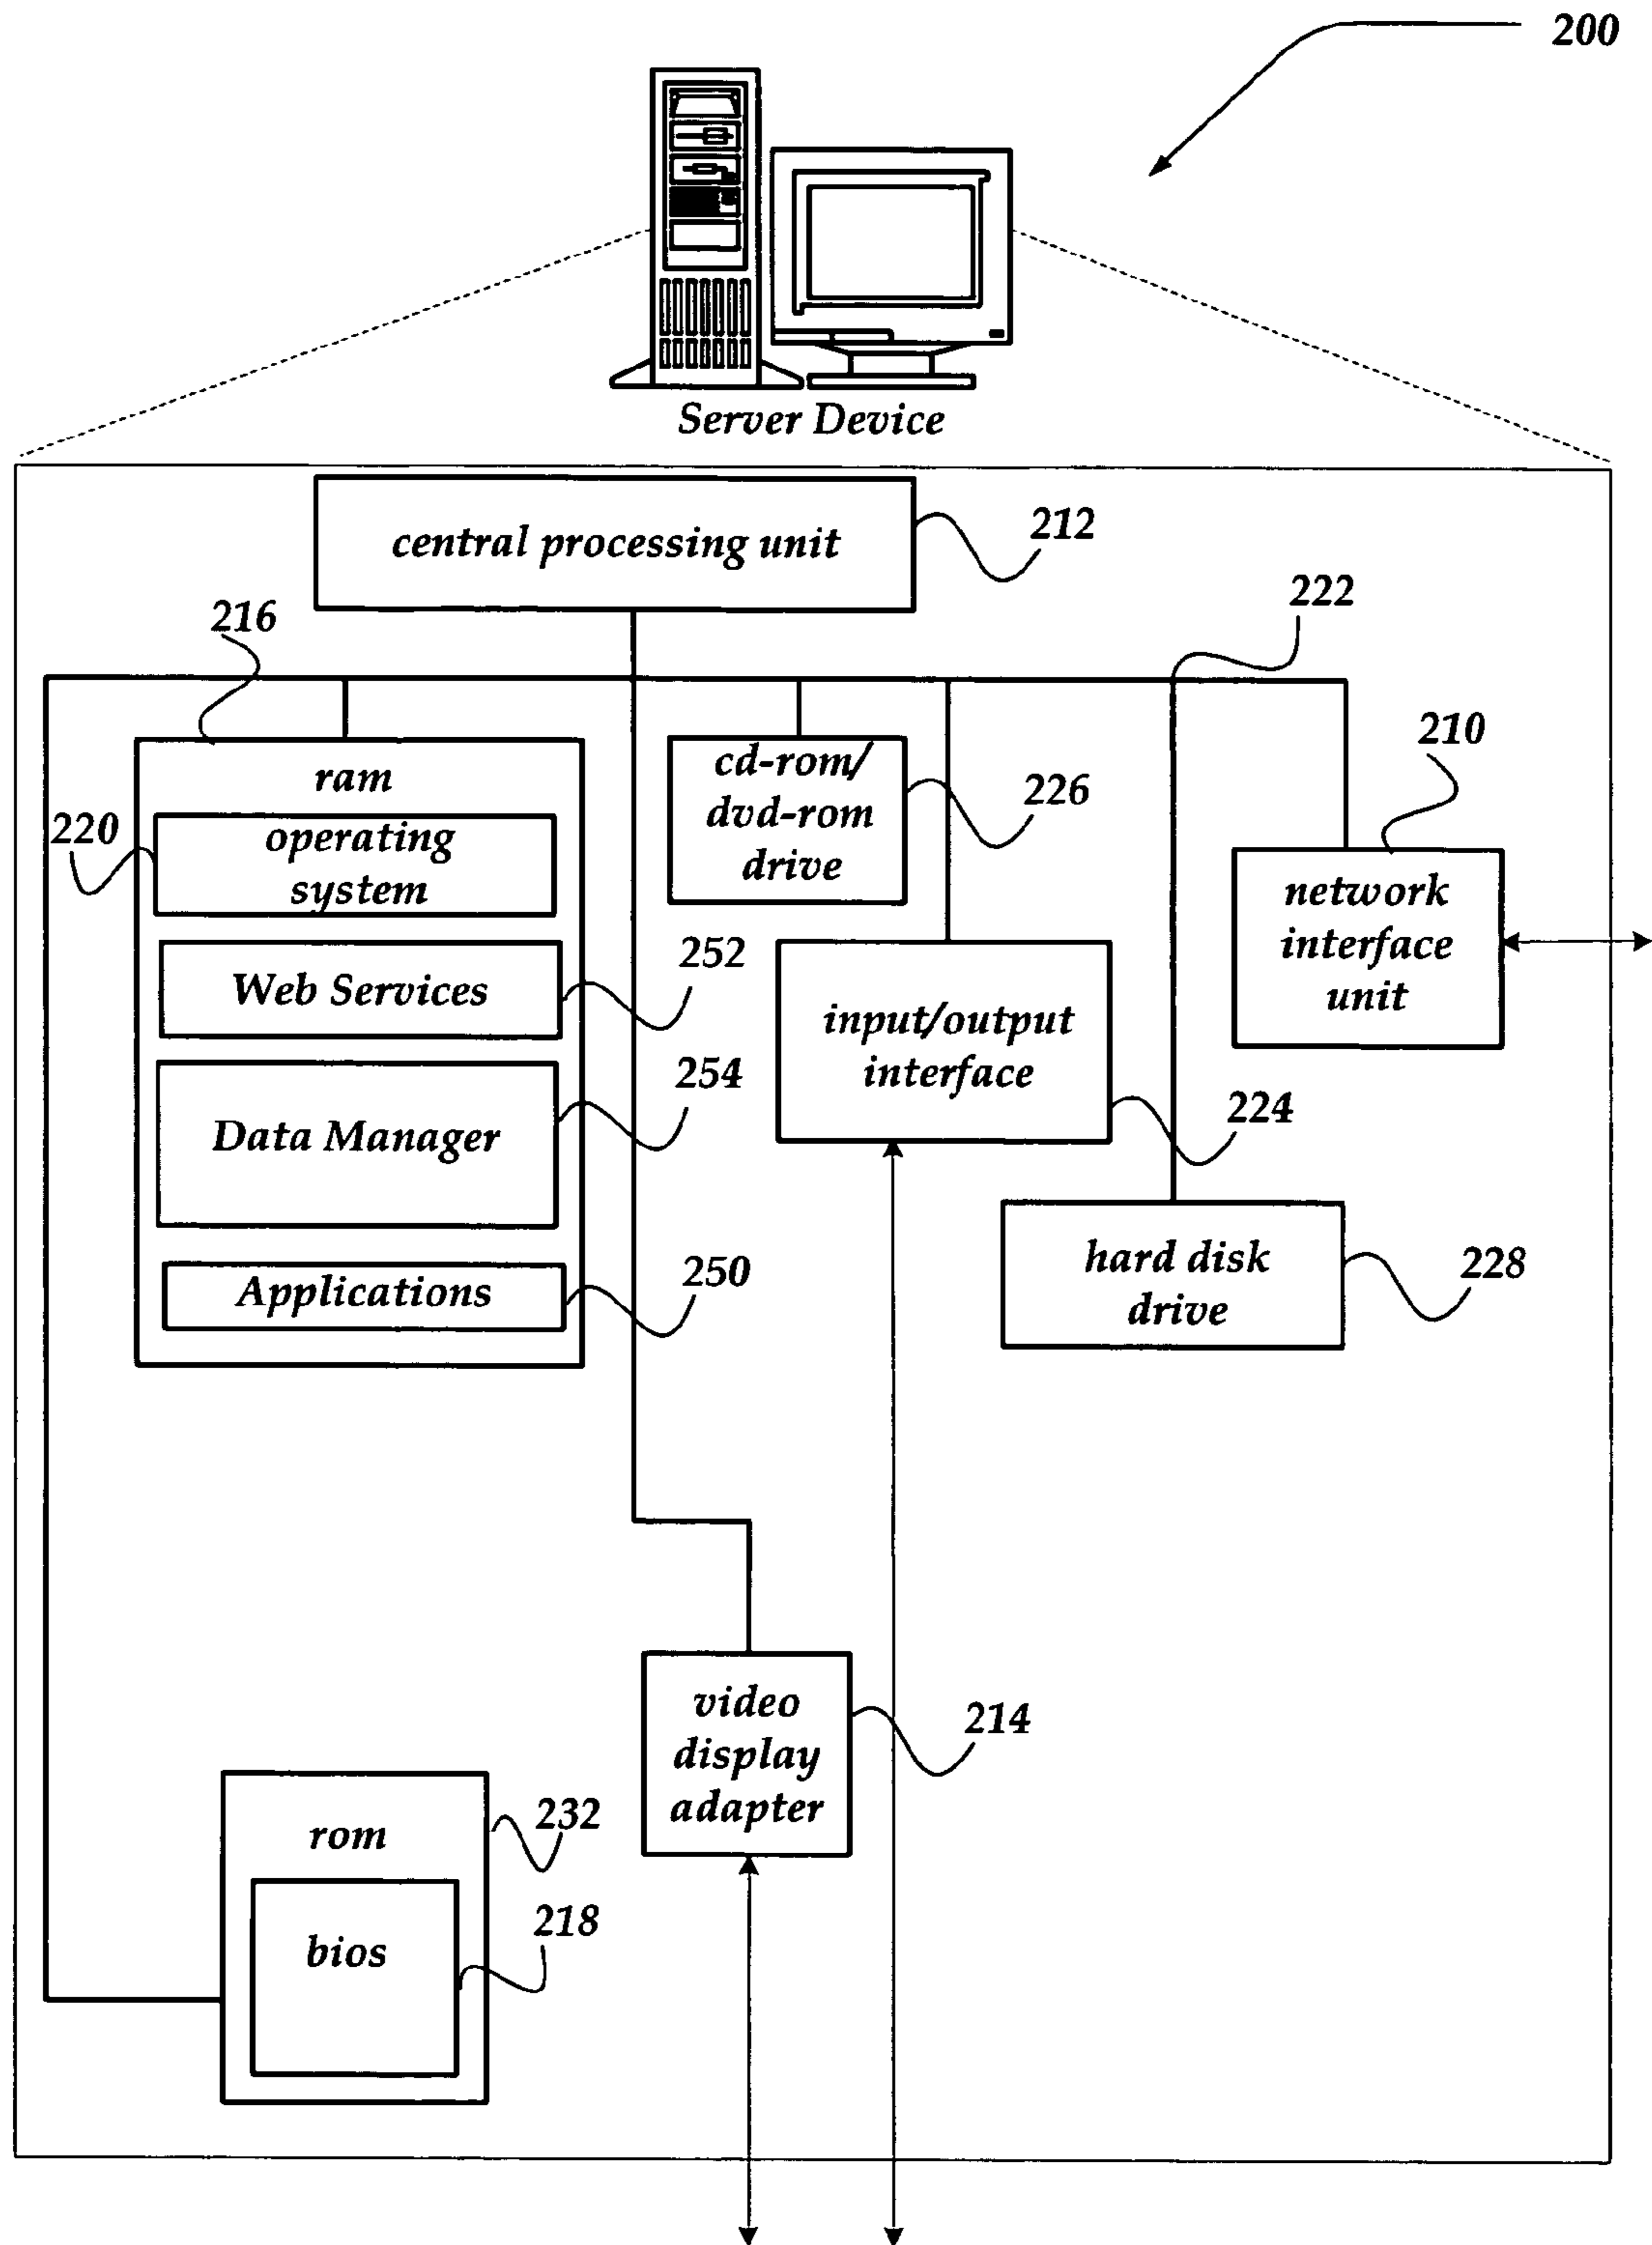 200
Server Device
central processing unit
212
222
216
210
ram
cd-rom/
dvd-rom
drive
226
220
operating
system
network
interface
unit
252
Web Services
input/output
interface
254
Data Manager
224
250
Applications
hard disk
drive
228
video
display
adapter
214
232
rom
218
bios